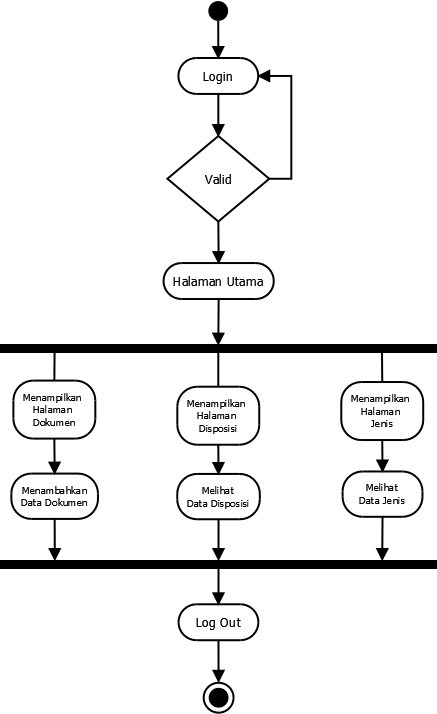 Login
Valid
Halaman Utama
Menampilkan
Halaman
Dokumen
Menampilkan
Halaman
Disposisi
Menampilkan
Halaman
Jenis
Menambahkan
Data Dokumen
Melihat
Data Disposisi
Melihat
Data Jenis
Log Out